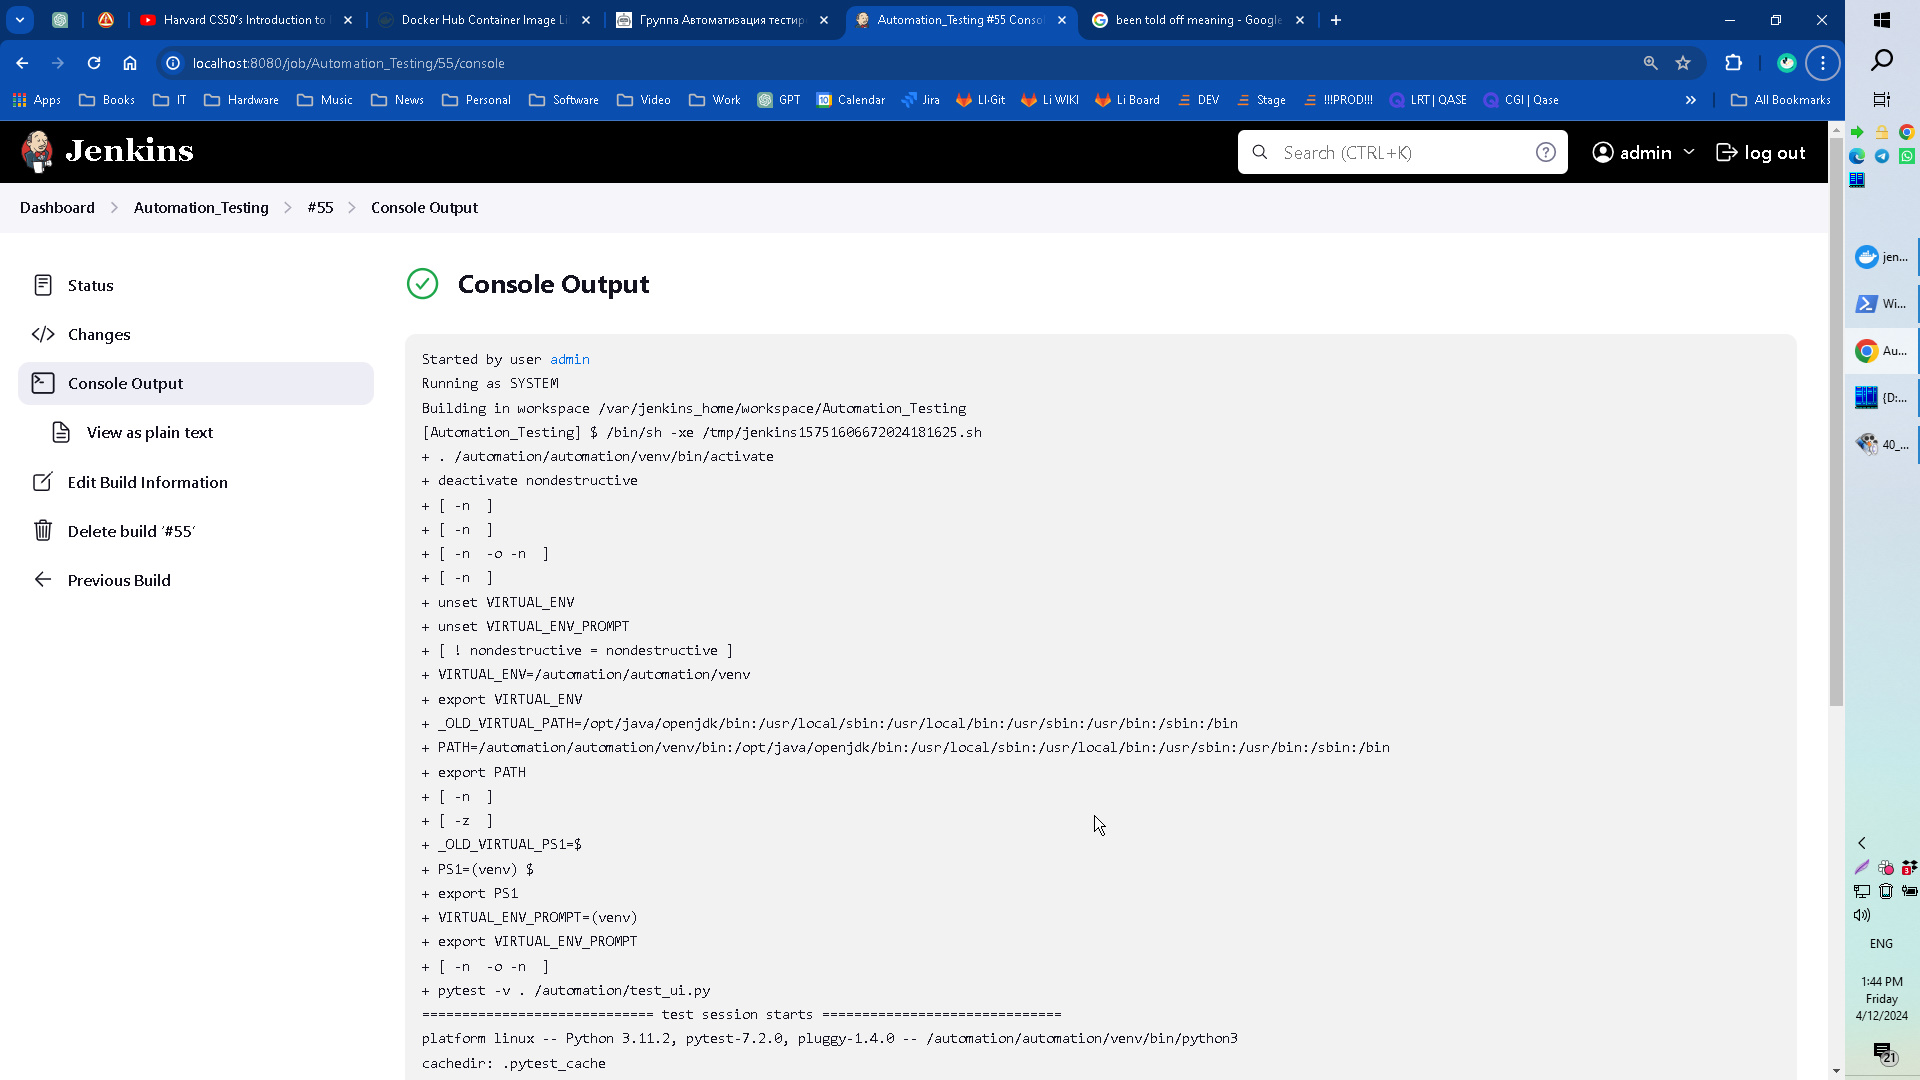 Harvard CS50's Introduction to
Docker Hub Container Image Li
Группа Автоматизация тестир
Automation_Testing #55 Conso
been told off meaning - Google
localhost:8080/job/Automation_Testing/55/console
Apps
Books
IT
Hardware
Music
News
Personal
Software
Video
Work
GPT
Calendar
Jira
LI-Git
Li WIKI
Li Board
DEV
Stage
!!!PROD!!!
LRT | QASE
CGI | Qase
»
All Bookmarks
Jenkins
Search (CTRL+K)
admin
log out
Dashboard > Automation_Testing > #55 > Console Output
Status
Changes
Console Output
View as plain text
Edit Build Information
Delete build '#55'
Previous Build
Console Output
Started by user admin
Running as SYSTEM
Building in workspace /var/jenkins_home/workspace/Automation_Testing
[Automation_Testing] $ /bin/sh -xe /tmp/jenkins15751606672024181625.sh
+ . /automation/automation/venv/bin/activate
+ deactivate nondestructive
+ [ -n  ]
+ [ -n  ]
+ [ -n  -o -n  ]
+ [ -n  ]
+ unset VIRTUAL_ENV
+ unset VIRTUAL_ENV_PROMPT
+ [ ! nondestructive = nondestructive ]
+ VIRTUAL_ENV=/automation/automation/venv
+ export VIRTUAL_ENV
+ _OLD_VIRTUAL_PATH=/opt/java/openjdk/bin:/usr/local/sbin:/usr/local/bin:/usr/sbin:/usr/bin:/sbin:/bin
+ PATH=/automation/automation/venv/bin:/opt/java/openjdk/bin:/usr/local/sbin:/usr/local/bin:/usr/sbin:/usr/bin:/sbin:/bin
+ export PATH
+ [ -n  ]
+ [ -z  ]
+ _OLD_VIRTUAL_PS1=$
+ PS1=(venv) $
+ export PS1
+ VIRTUAL_ENV_PROMPT=(venv)
+ export VIRTUAL_ENV_PROMPT
+ [ -n  -o -n  ]
+ pytest -v . /automation/test_ui.py
============================= test session starts ==============================
platform linux -- Python 3.11.2, pytest-7.2.0, pluggy-1.4.0 -- /automation/automation/venv/bin/python3
cachedir: .pytest_cache
jen...
Wi...
Au...
{D:...
40_...
3
ENG
1:44 PM
Friday
4/12/2024
21